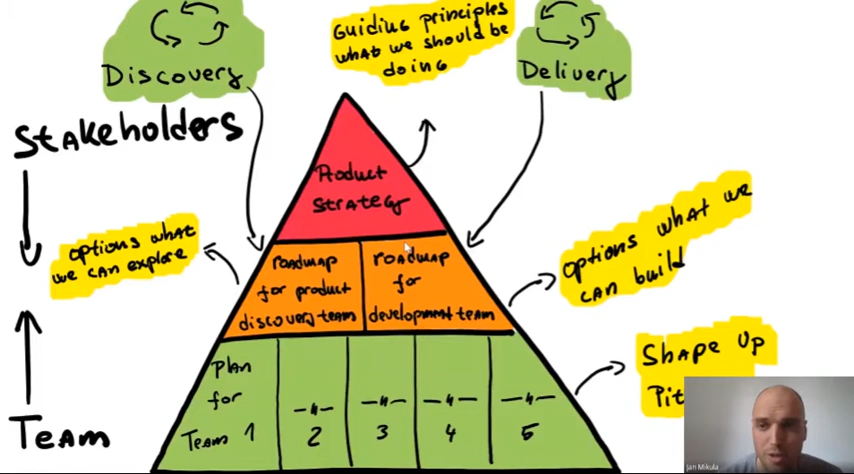 Discovery
Guiding principles
what we should be
doing
Delivery
Stakeholders
Product
Strategy
options what
we can explore
options what we
can build
roadmap
for product
discovery team
roadmap
for
development team
Shape Up
Plan
for
Team 1
2
3
4
5
Team
Jan Mikula